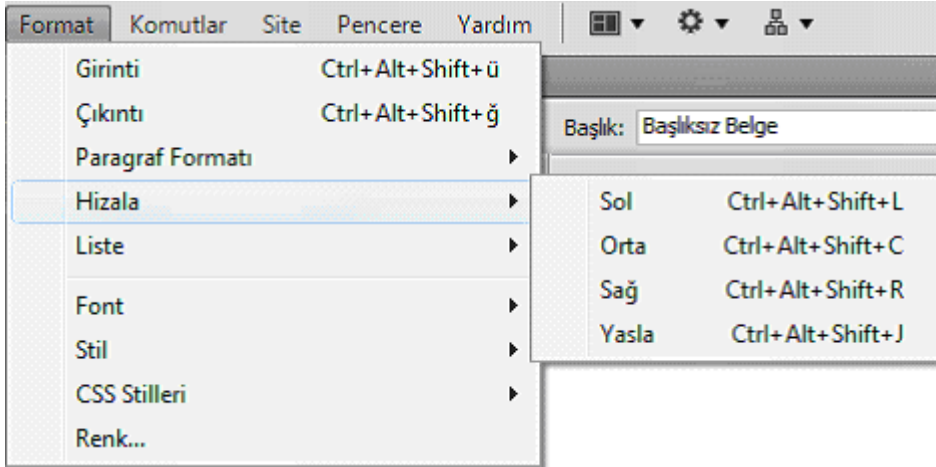 Format Komutlar Site Pencere Yardım
Girinti Ctrl+Alt+Shift+ü
Çıkıntı Ctrl+Alt+Shift+ğ
Başlık: Başlıksız Belge
Paragraf Formatı
Hizala
Sol Ctrl+Alt+Shift+L
Liste
Orta Ctrl+Alt+Shift+C
Sağ Ctrl+Alt+Shift+R
Font
Yasla Ctrl+Alt+Shift+J
Stil
CSS Stilleri
Renk...